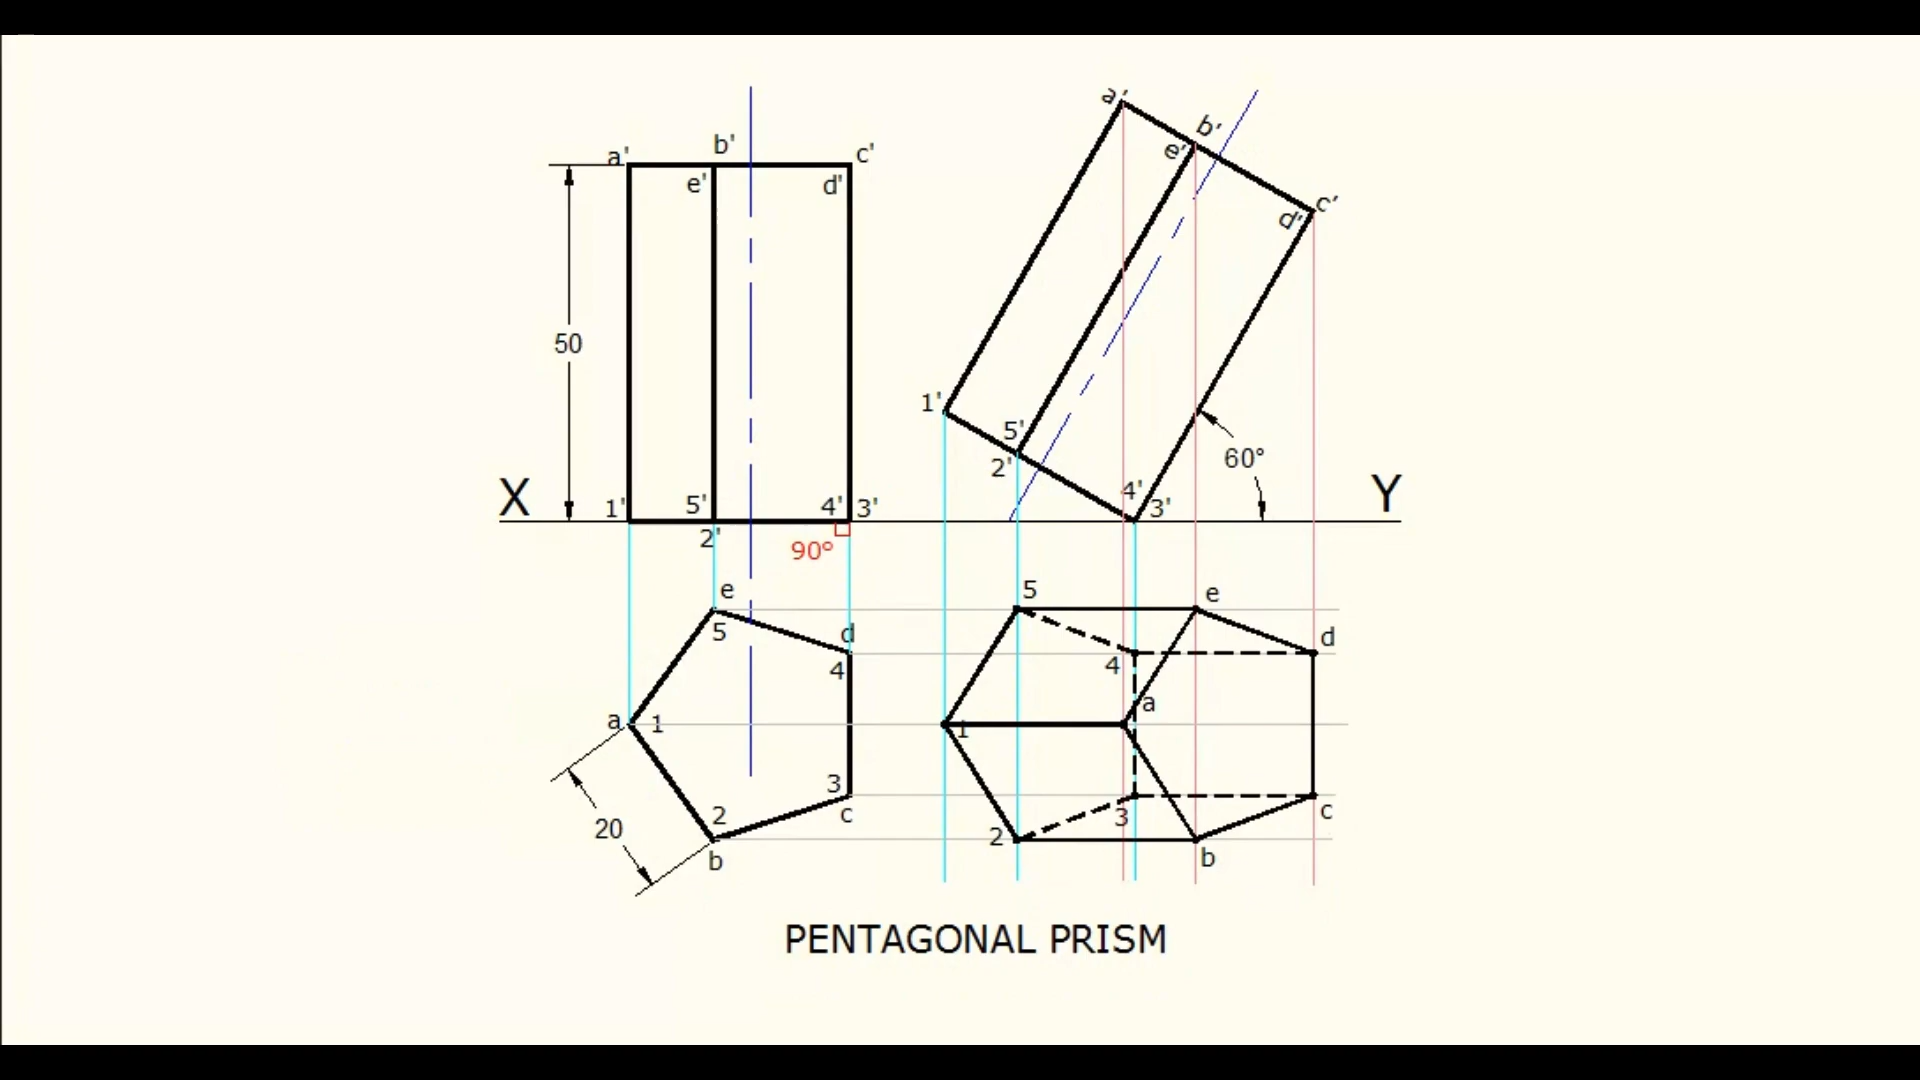 a' b' c'
e' d'
50
X 1' 5' 4' 3'
2' 90°
e
5 d
4
a 1
3
2 c
20
b
a' b'
e' c'
d'
1'
5' 60°
2' 4' 3' Y
5 e
4 d
a
1
3 c
2
b
PENTAGONAL PRISM